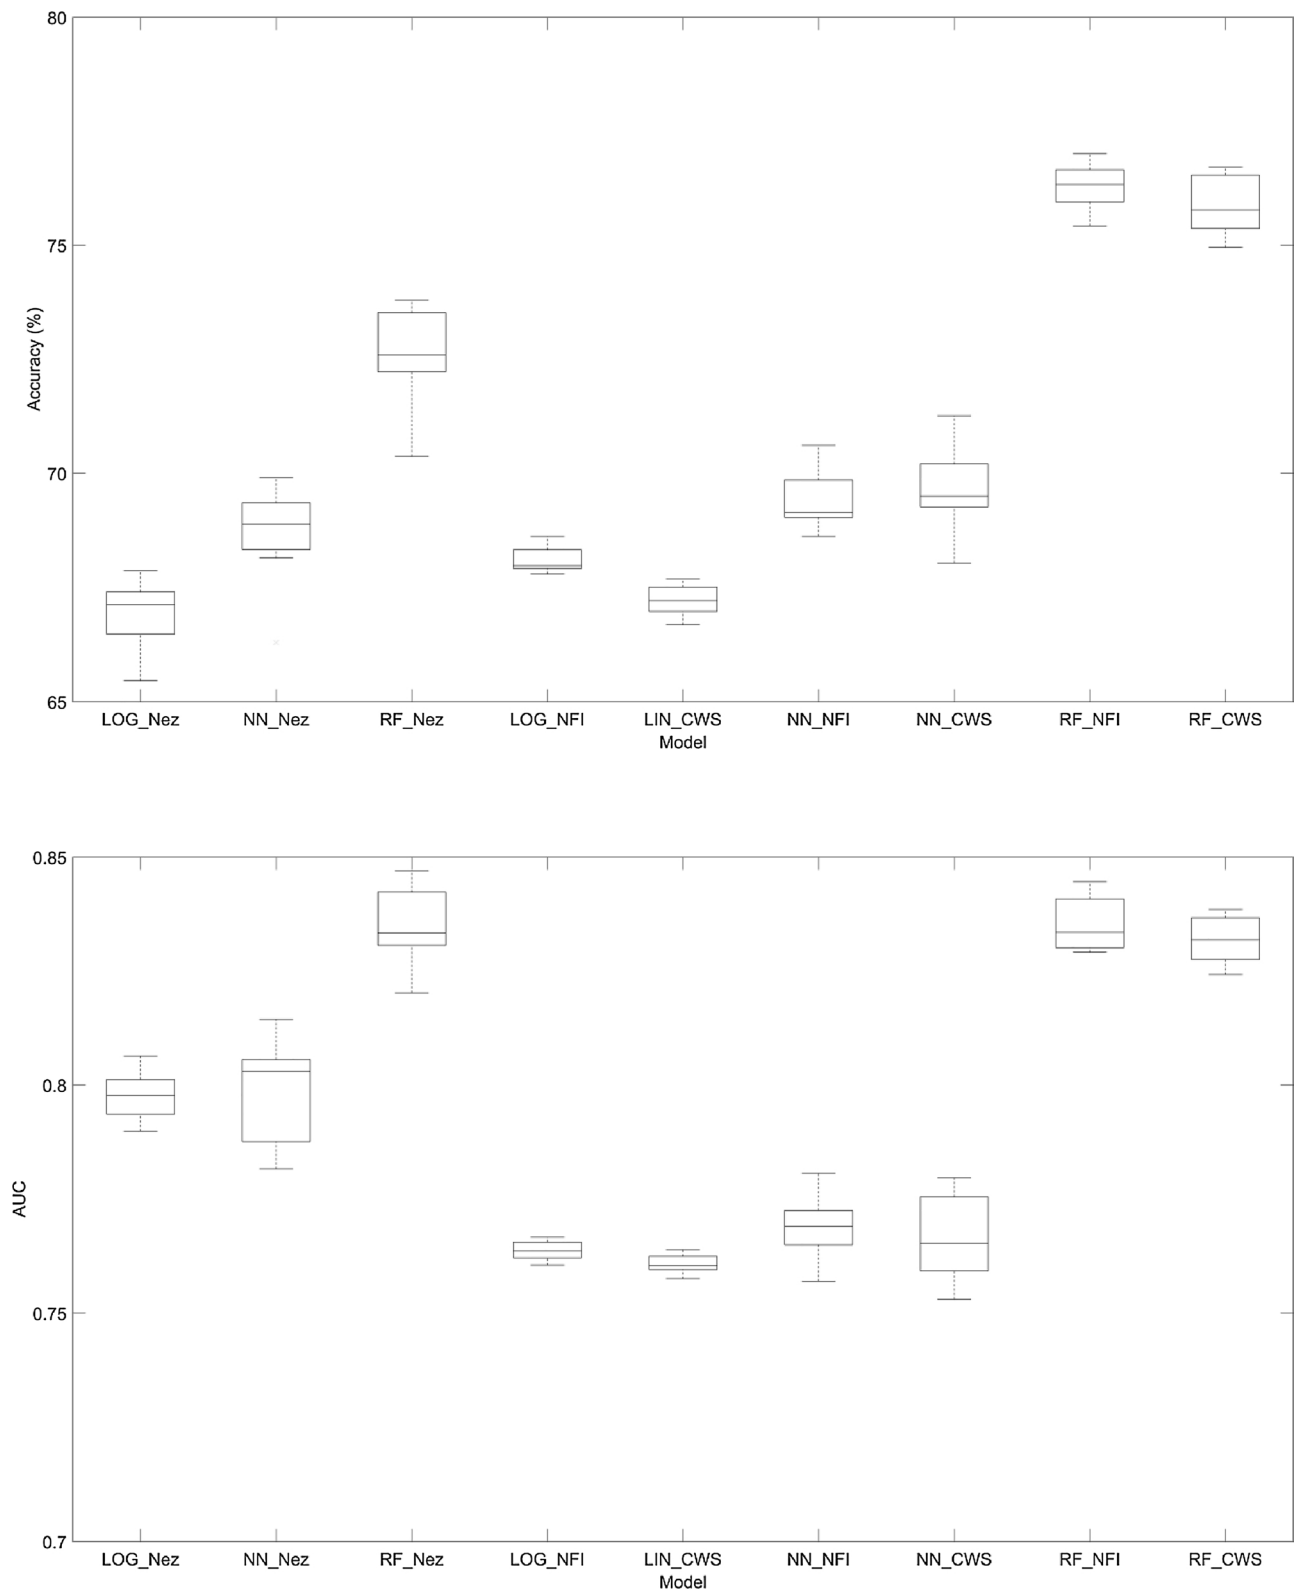 80
75
70
65
Accuracy (%)
LOG_Nez NN_Nez RF_Nez LOG_NFI LIN_CWS NN_NFI NN_CWS RF_NFI RF_CWS
Model
0.85
0.8
0.75
0.7
AUC
LOG_Nez NN_Nez RF_Nez LOG_NFI LIN_CWS NN_NFI NN_CWS RF_NFI RF_CWS
Model